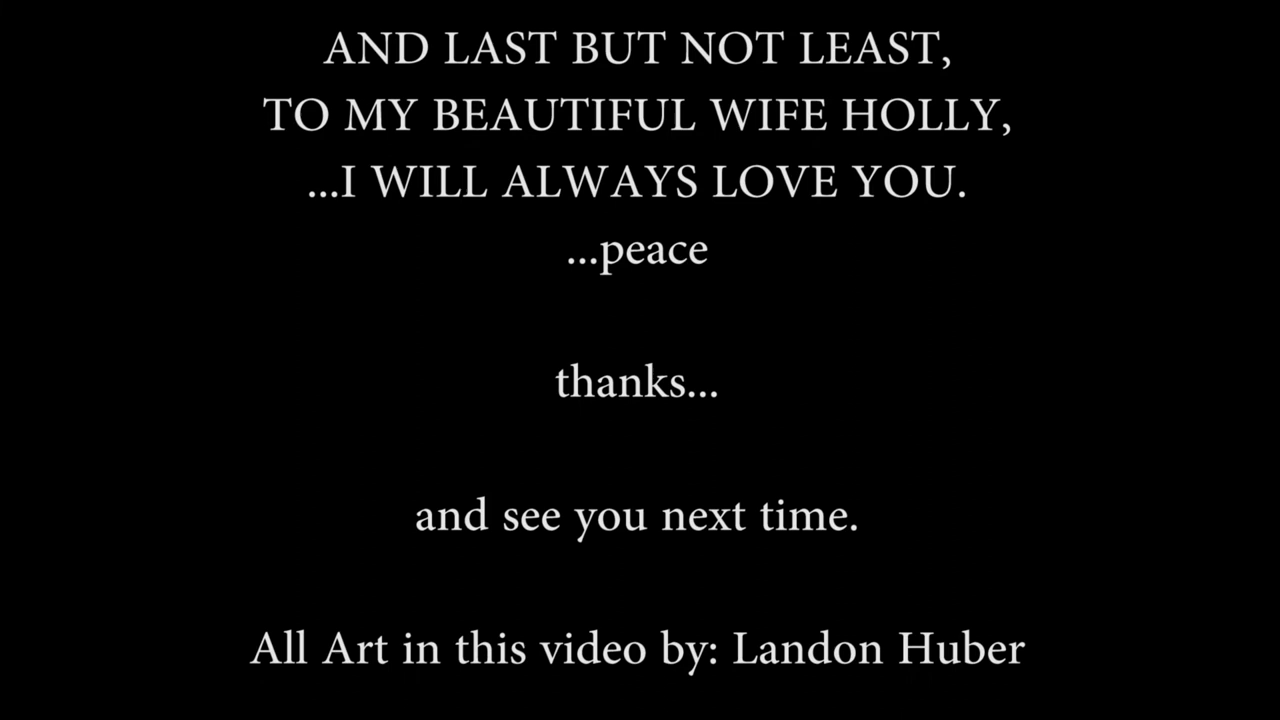 AND LAST BUT NOT LEAST,
TO MY BEAUTIFUL WIFE HOLLY,
...I WILL ALWAYS LOVE YOU.
...peace
thanks...
and see you next time.
All Art in this video by: Landon Huber